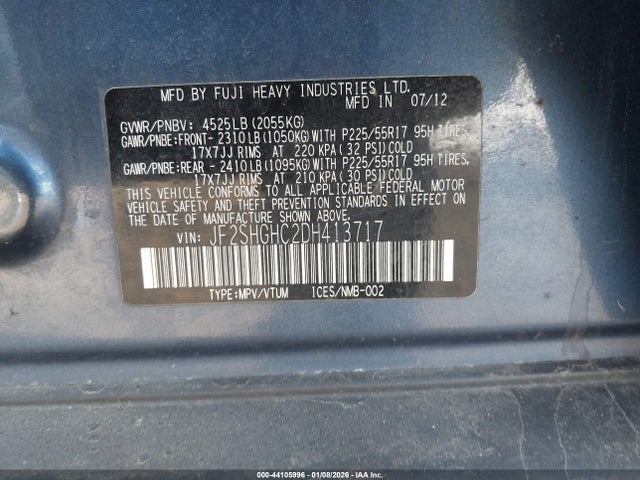 MFD BY FUJI HEAVY INDUSTRIES LTD.
MFD IN 07/12
GVWR/PNBV: 4525LB(2055KG)
GAWR/PNBE:FRONT- 2310LB(1050KG)WITH P225/55R17 95H TIRES,
17X7JJ RIMS AT 220 KPA(32 PSI)COLD
GAWR/PNBE:REAR - 2410LB(1095KG)WITH P225/55R17 95H TIRES,
17X7JJ RIMS AT 210 KPA(30 PSI)COLD
THIS VEHICLE CONFORMS TO ALL APPLICABLE FEDERAL MOTOR
VEHICLE SAFETY AND THEFT PREVENTION STANDARDS IN EFFECT ON
THE DATE OF MANUFACTURE SHOWN ABOVE.
VIN: JF2SHGHC2DH413717
TYPE:MPV/VTUM ICES/NMB-002
000-44105996 - 01/08/2026 - IAA Inc.